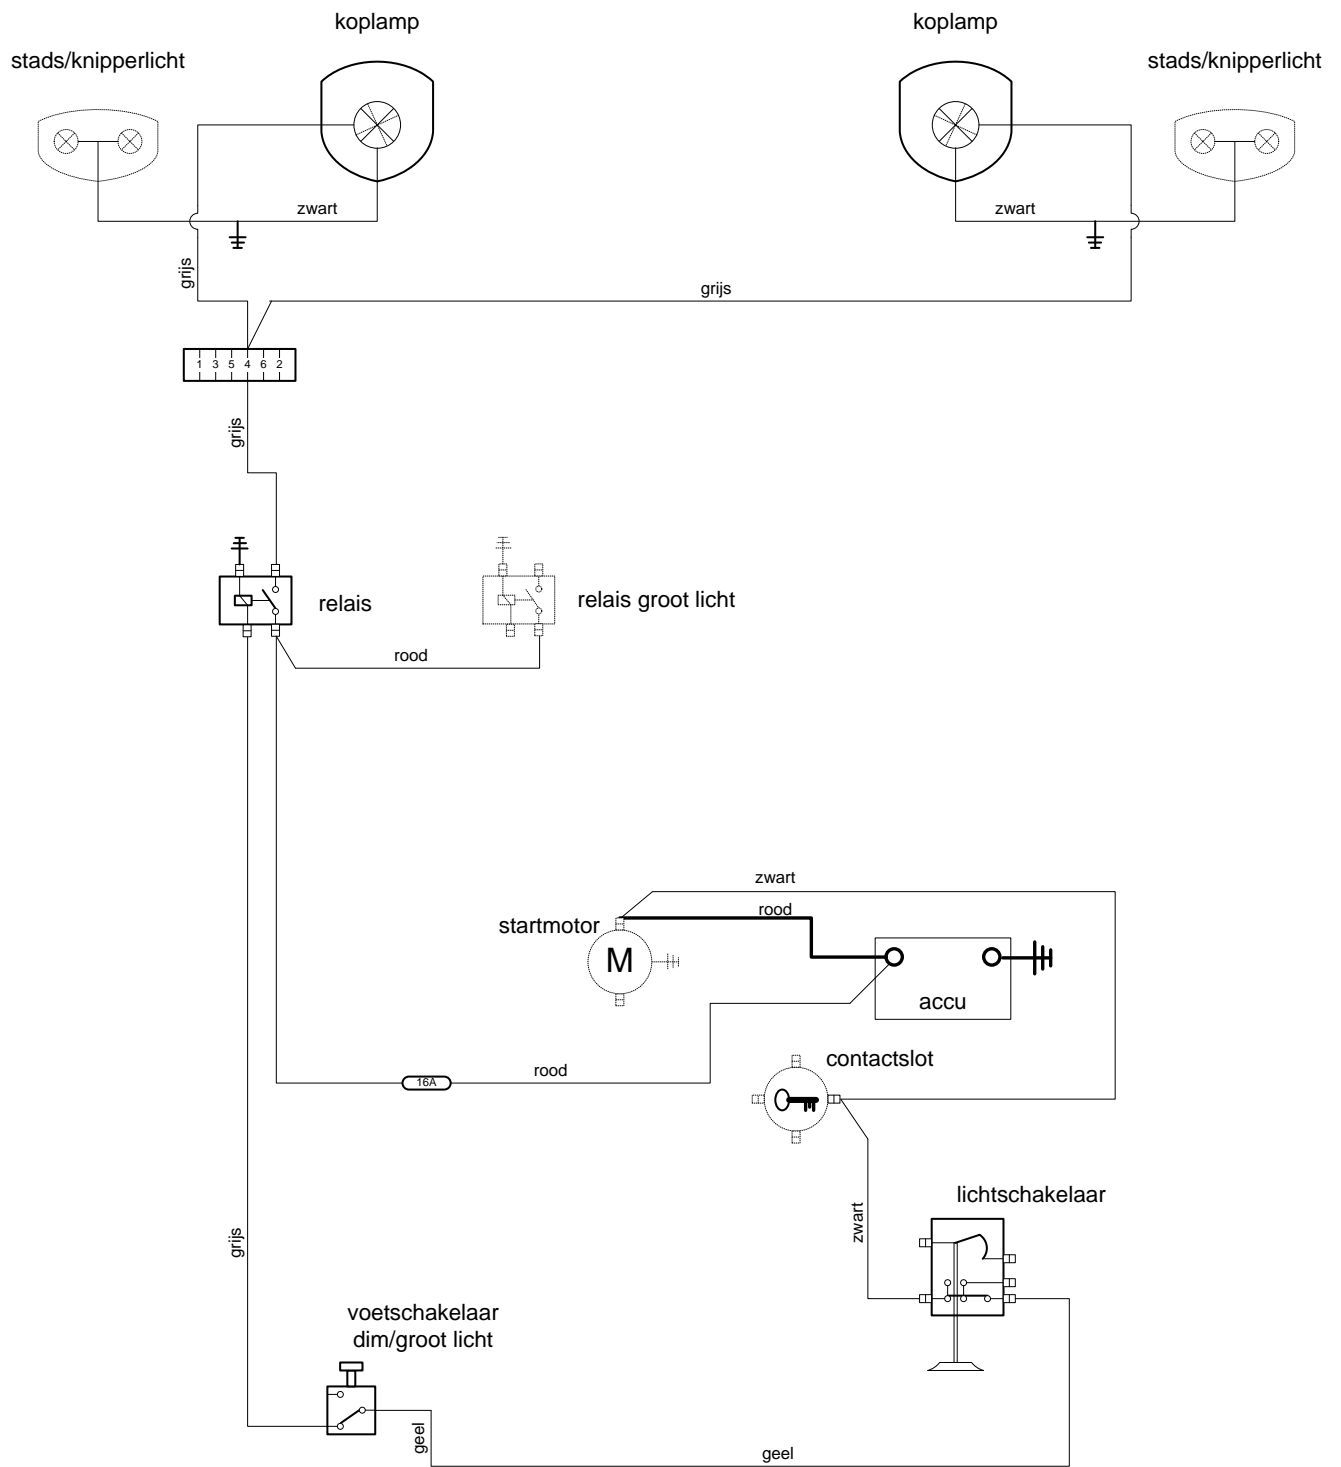 koplamp
koplamp
stads/knipperlicht
stads/knipperlicht
zwart
zwart
grijs
grijs
1 3 5 4 6 2
grijs
relais
relais groot licht
rood
zwart
rood
startmotor
M
accu
contactslot
rood
16A
lichtschakelaar
zwart
grijs
voetschakelaar
dim/groot licht
geel
geel